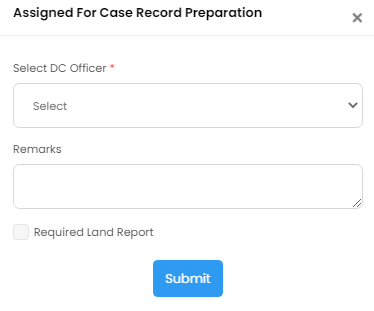 Assigned For Case Record Preparation
Select DC Officer *
Select
Remarks
Required Land Report
Submit